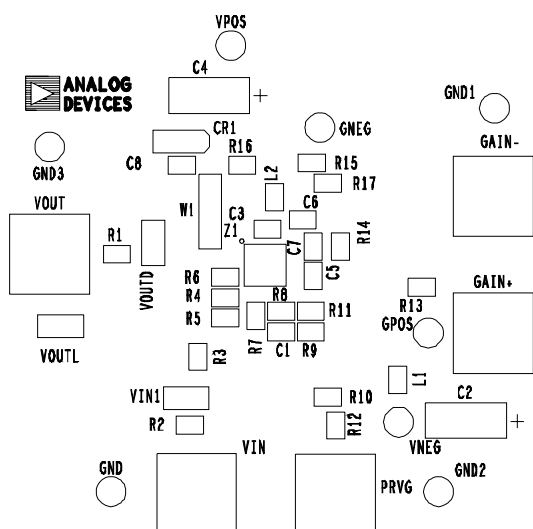 VPOS
C4
ANALOG
DEVICES
GND1
CR1
GNEG
GAIN-
C8
R16
R15
GND3
L2
R17
VOUT
W1
C6
C3
Z1
R1
C7
R14
VOUTD
C5
R6
R4
R8
R13
GAIN+
R5
R11
GPOS
VOUTL
R7
C1
R9
R3
L1
VIN1
R10
C2
R2
R12
VNEG
VIN
GND
PRVG
GND2